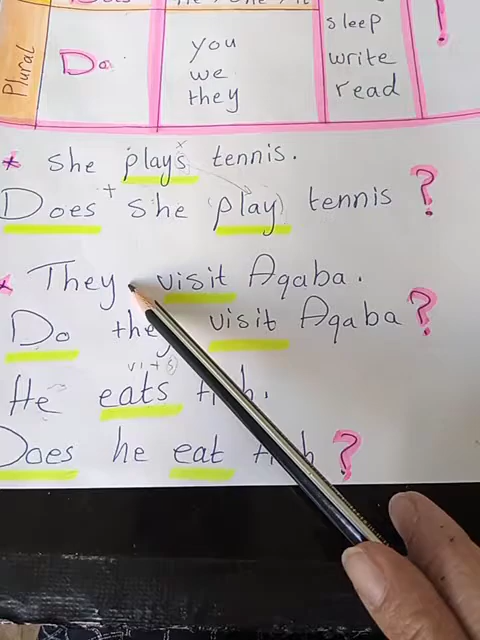 sleep
Plural Do you write
we read
they
* She plays tennis.
Does + she (play) tennis ?
* They visit Aqaba.
Do they visit Aqaba ?
He eats
Does he eat ?